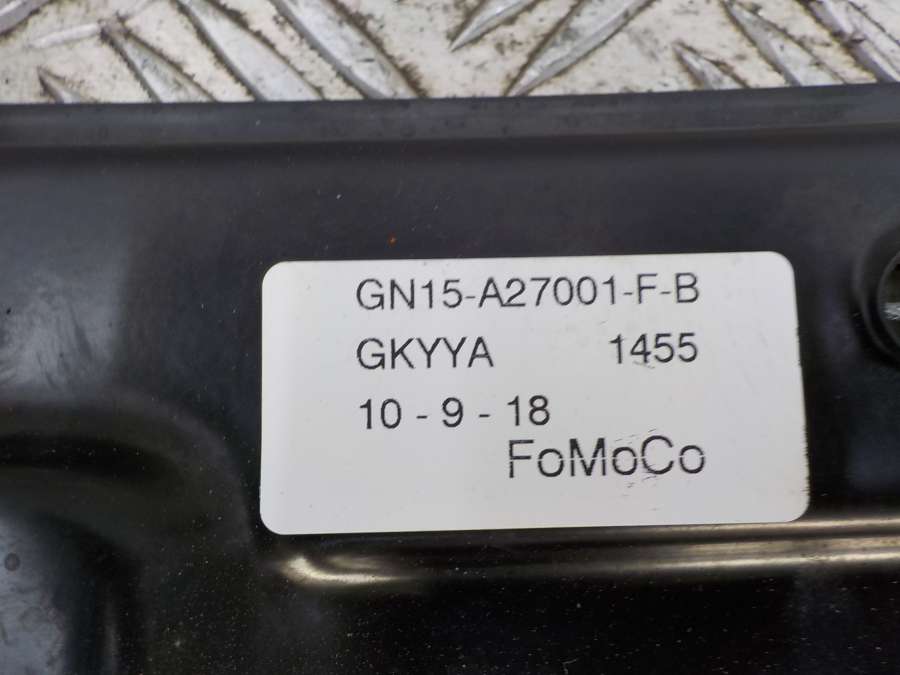 GN15-A27001-F-B
GKYYA 1455
10 - 9 - 18
FoMoCo